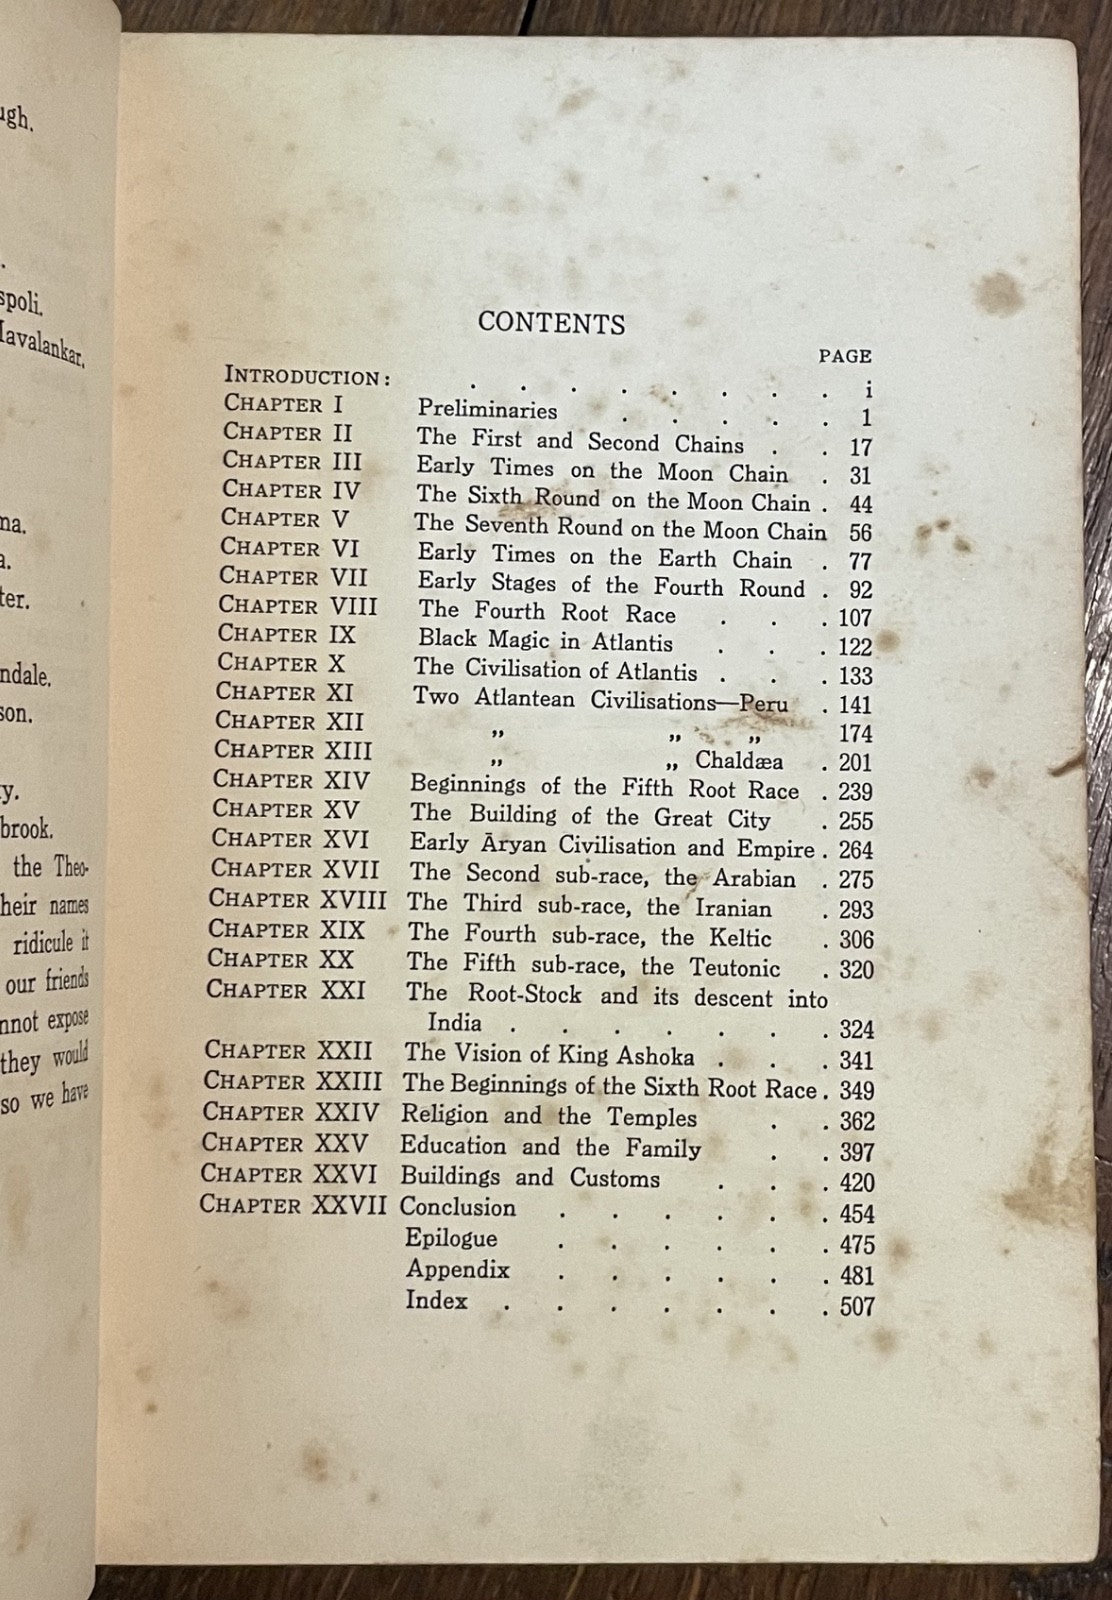 ugh.
spoli.
Mavalankar.
ma.
a.
ter.
ndale.
son.
y.
brook.
the Theo-
heir names
ridicule it
our friends
nnot expose
they would
so we have
CONTENTS
PAGE
INTRODUCTION: . . . . . . . . i
CHAPTER I Preliminaries . . . . . 1
CHAPTER II The First and Second Chains . . 17
CHAPTER III Early Times on the Moon Chain . 31
CHAPTER IV The Sixth Round on the Moon Chain . 44
CHAPTER V The Seventh Round on the Moon Chain 56
CHAPTER VI Early Times on the Earth Chain . 77
CHAPTER VII Early Stages of the Fourth Round . 92
CHAPTER VIII The Fourth Root Race . . . 107
CHAPTER IX Black Magic in Atlantis . . . 122
CHAPTER X The Civilisation of Atlantis . . . 133
CHAPTER XI Two Atlantean Civilisations—Peru . 141
CHAPTER XII „ „ „ 174
CHAPTER XIII „ „ Chaldæa . 201
CHAPTER XIV Beginnings of the Fifth Root Race . 239
CHAPTER XV The Building of the Great City . 255
CHAPTER XVI Early Āryan Civilisation and Empire . 264
CHAPTER XVII The Second sub-race, the Arabian . 275
CHAPTER XVIII The Third sub-race, the Iranian . 293
CHAPTER XIX The Fourth sub-race, the Keltic . 306
CHAPTER XX The Fifth sub-race, the Teutonic . 320
CHAPTER XXI The Root-Stock and its descent into
India . . . . . . . 324
CHAPTER XXII The Vision of King Ashoka . . . 341
CHAPTER XXIII The Beginnings of the Sixth Root Race . 349
CHAPTER XXIV Religion and the Temples . . 362
CHAPTER XXV Education and the Family . . 397
CHAPTER XXVI Buildings and Customs . . . 420
CHAPTER XXVII Conclusion . . . . . . 454
Epilogue . . . . . . 475
Appendix . . . . . . 481
Index . . . . . . . 507